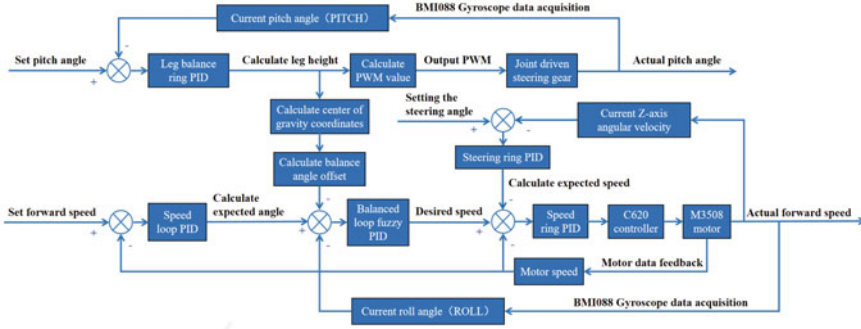 BMI088 Gyroscope data acquisition
Current pitch angle（PITCH）
-
Set pitch angle
+
Leg balance
ring PID
Calculate leg height
Calculate
PWM value
Output PWM
Joint driven
steering gear
Actual pitch angle
Setting the
steering angle
+
-
Current Z-axis
angular velocity
Calculate center of
gravity coordinates
Steering ring PID
Calculate balance
angle offset
Calculate expected speed
Set forward speed
+
-
Speed
loop PID
Calculate
expected angle
+
-
-
Balanced
loop fuzzy
PID
Desired speed
+
-
-
Speed
ring PID
C620
controller
M3508
motor
Actual forward speed
Motor speed
Motor data feedback
Current roll angle（ROLL）
BMI088 Gyroscope data acquisition